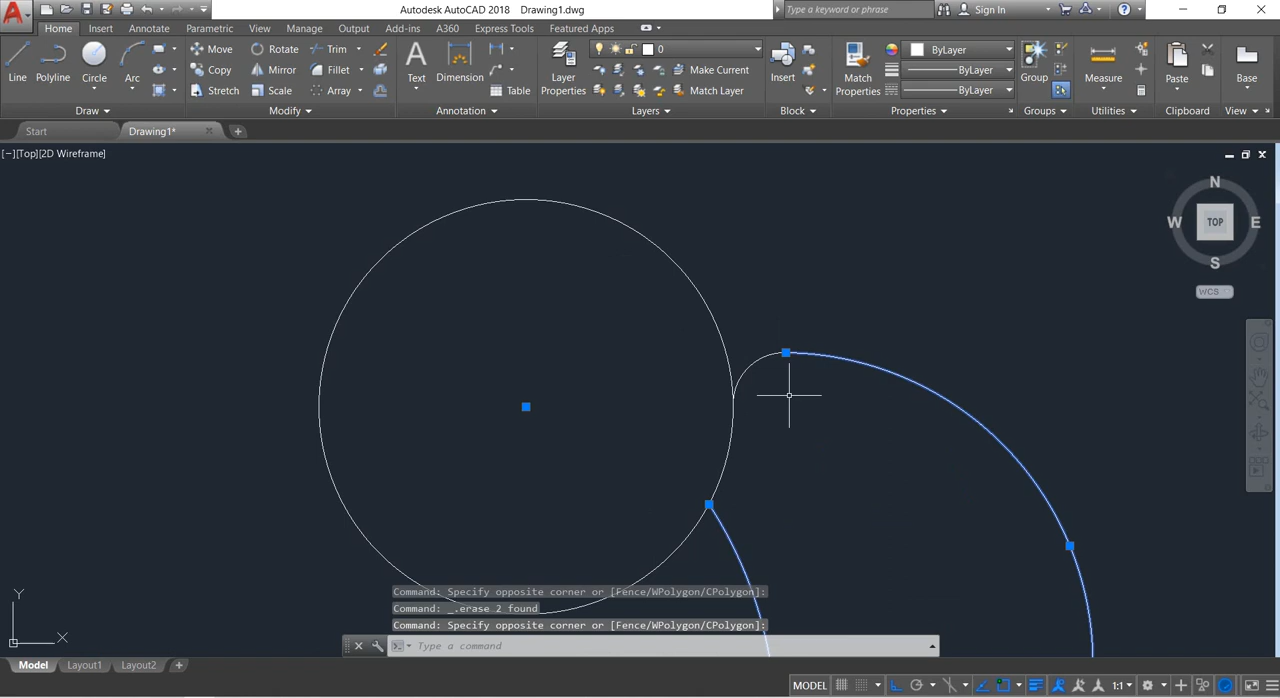 Autodesk AutoCAD 2018 Drawing1.dwg
Type a keyword or phrase
Sign In
Home Insert Annotate Parametric View Manage Output Add-ins A360 Express Tools Featured Apps
Line Polyline Circle Arc
Move Rotate Trim
Copy Mirror Fillet
Stretch Scale Array
Text Dimension
Table
Layer
Properties
0
Make Current
Match Layer
Insert
Match
Properties
ByLayer
ByLayer
ByLayer
Group
Measure
Paste
Base
Draw
Modify
Annotation
Layers
Block
Properties
Groups
Utilities
Clipboard
View
Start
Drawing1*
[−][Top][2D Wireframe]
N
W TOP E
S
WCS
Command: Specify opposite corner or [Fence/WPolygon/CPolygon]:
Command: _.erase 2 found
Command: Specify opposite corner or [Fence/WPolygon/CPolygon]:
Type a command
Y
X
Model Layout1 Layout2
MODEL
1:1